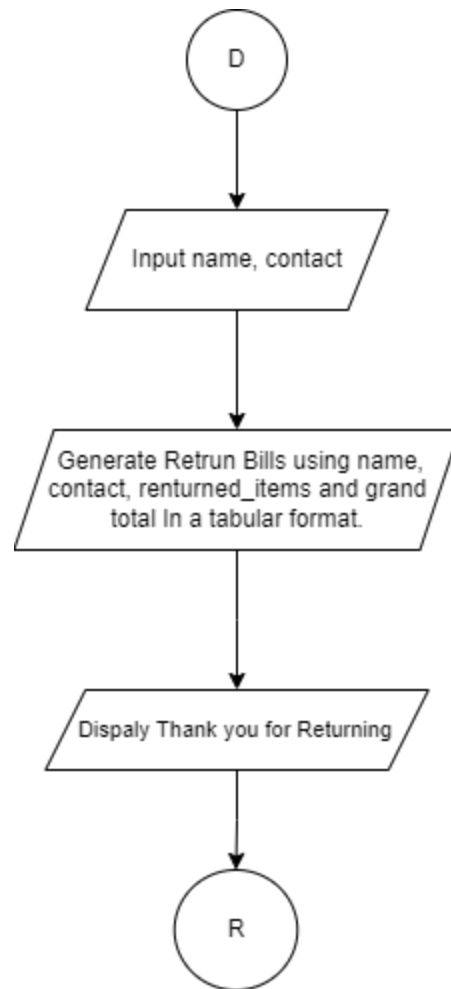 D
Input name, contact
Generate Retrun Bills using name,
contact, renturned_items and grand
total In a tabular format.
Dispaly Thank you for Returning
R